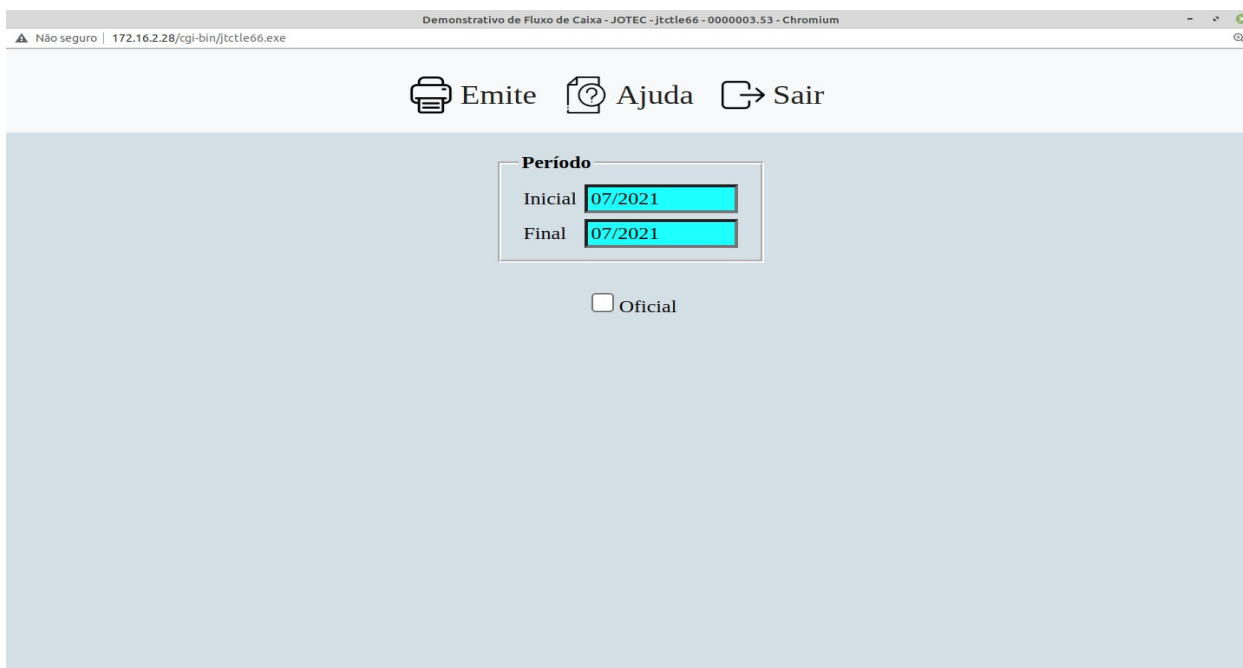 Demonstrativo de Fluxo de Caixa - JOTEC - jtctle66 - 0000003.53 - Chromium
Não seguro | 172.16.2.28/cgi-bin/jtctle66.exe
Emite Ajuda Sair
Período
Inicial 07/2021
Final 07/2021
Oficial